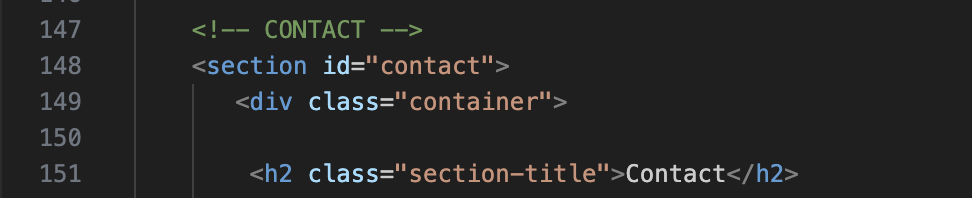 147 <!-- CONTACT -->
148 <section id="contact">
149 <div class="container">
150
151 <h2 class="section-title">Contact</h2>